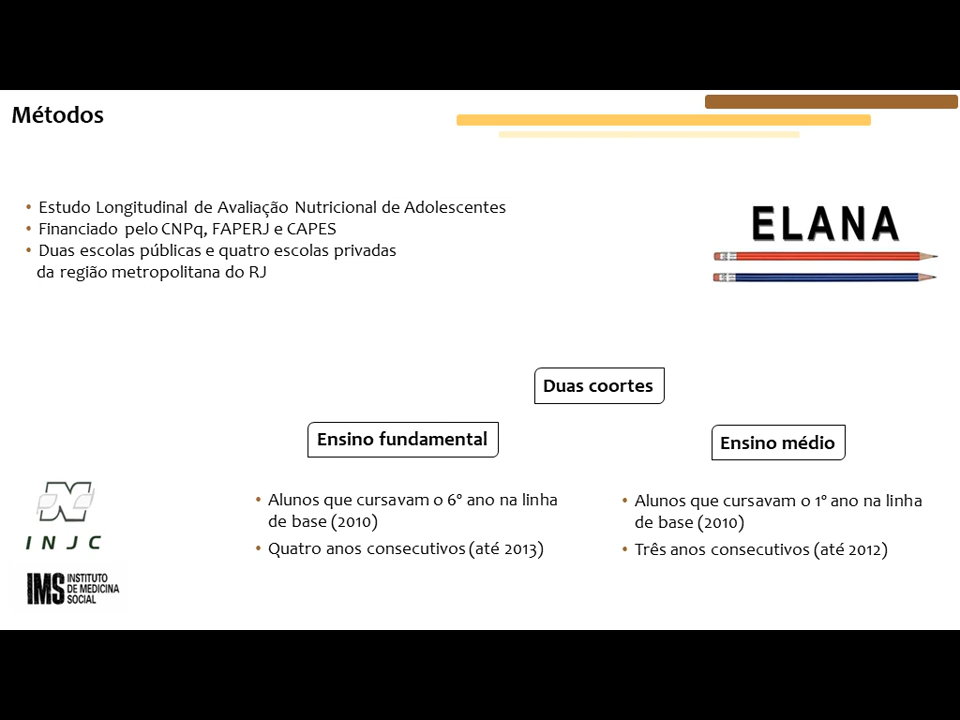 Métodos
• Estudo Longitudinal de Avaliação Nutricional de Adolescentes
• Financiado pelo CNPq, FAPERJ e CAPES
• Duas escolas públicas e quatro escolas privadas
da região metropolitana do RJ
ELANA
Duas coortes
Ensino fundamental
• Alunos que cursavam o 6º ano na linha
de base (2010)
• Quatro anos consecutivos (até 2013)
Ensino médio
• Alunos que cursavam o 1º ano na linha
de base (2010)
• Três anos consecutivos (até 2012)
INJC
IMS INSTITUTO
DE MEDICINA
SOCIAL